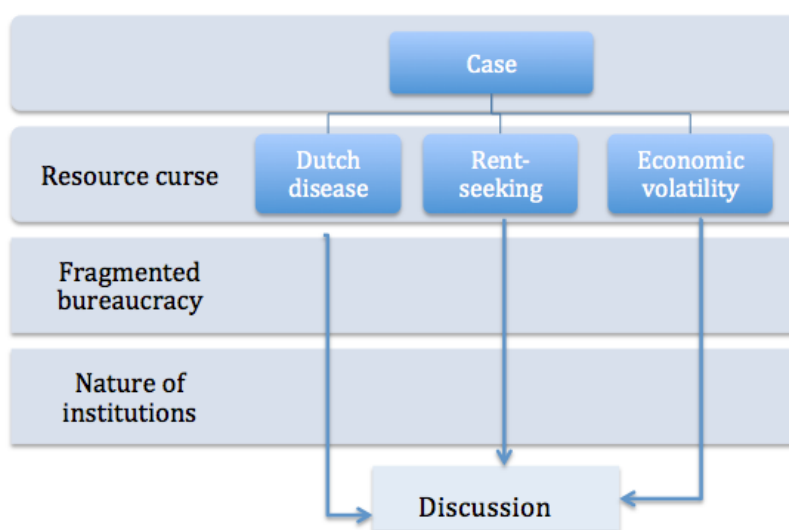 Case
Resource curse
Dutch
disease
Rent-
seeking
Economic
volatility
Fragmented
bureaucracy
Nature of
institutions
Discussion